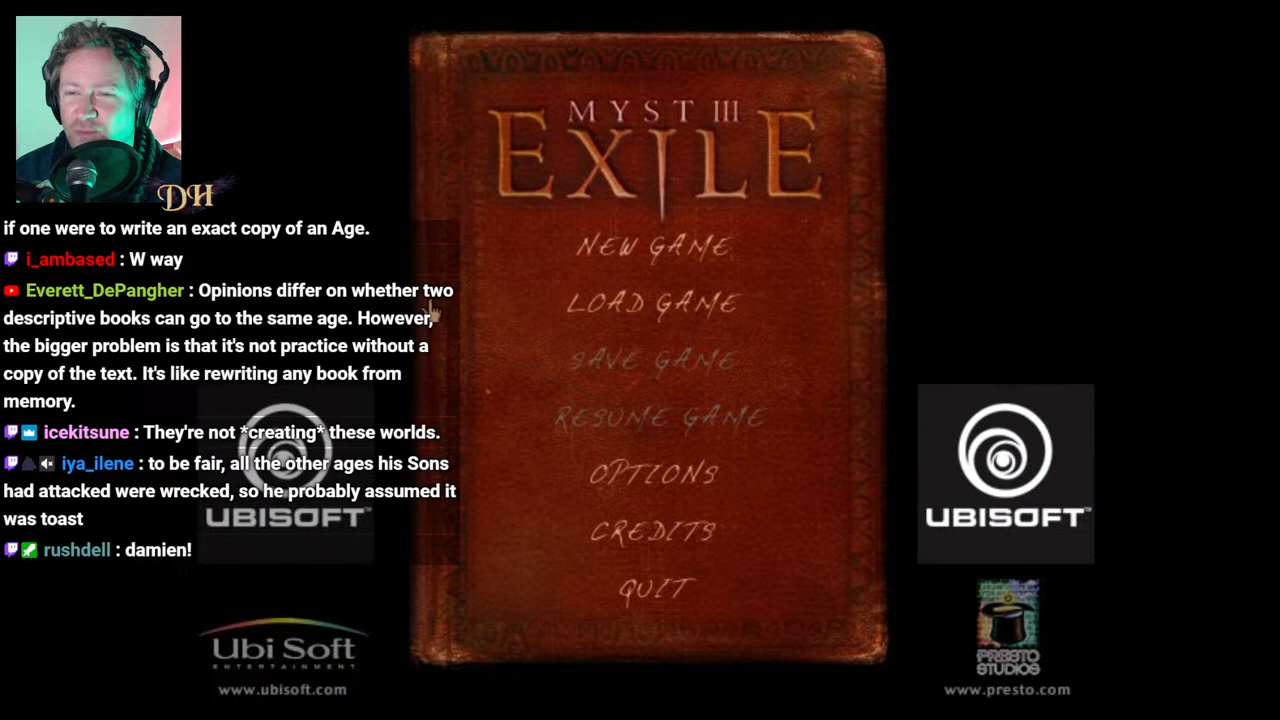 MYST III
EXILE
NEW GAME
LOAD GAME
SAVE GAME
RESUME GAME
OPTIONS
CREDITS
QUIT
DH
if one were to write an exact copy of an Age.
i_ambased : W way
Everett_DePangher : Opinions differ on whether two
descriptive books can go to the same age. However,
the bigger problem is that it's not practice without a
copy of the text. It's like rewriting any book from
memory.
icekitsune : They're not *creating* these worlds.
iya_ilene : to be fair, all the other ages his Sons
had attacked were wrecked, so he probably assumed it
was toast
rushdell : damien!
UBISOFT™
UBISOFT™
Ubi Soft
ENTERTAINMENT
www.ubisoft.com
PRESTO
STUDIOS
www.presto.com